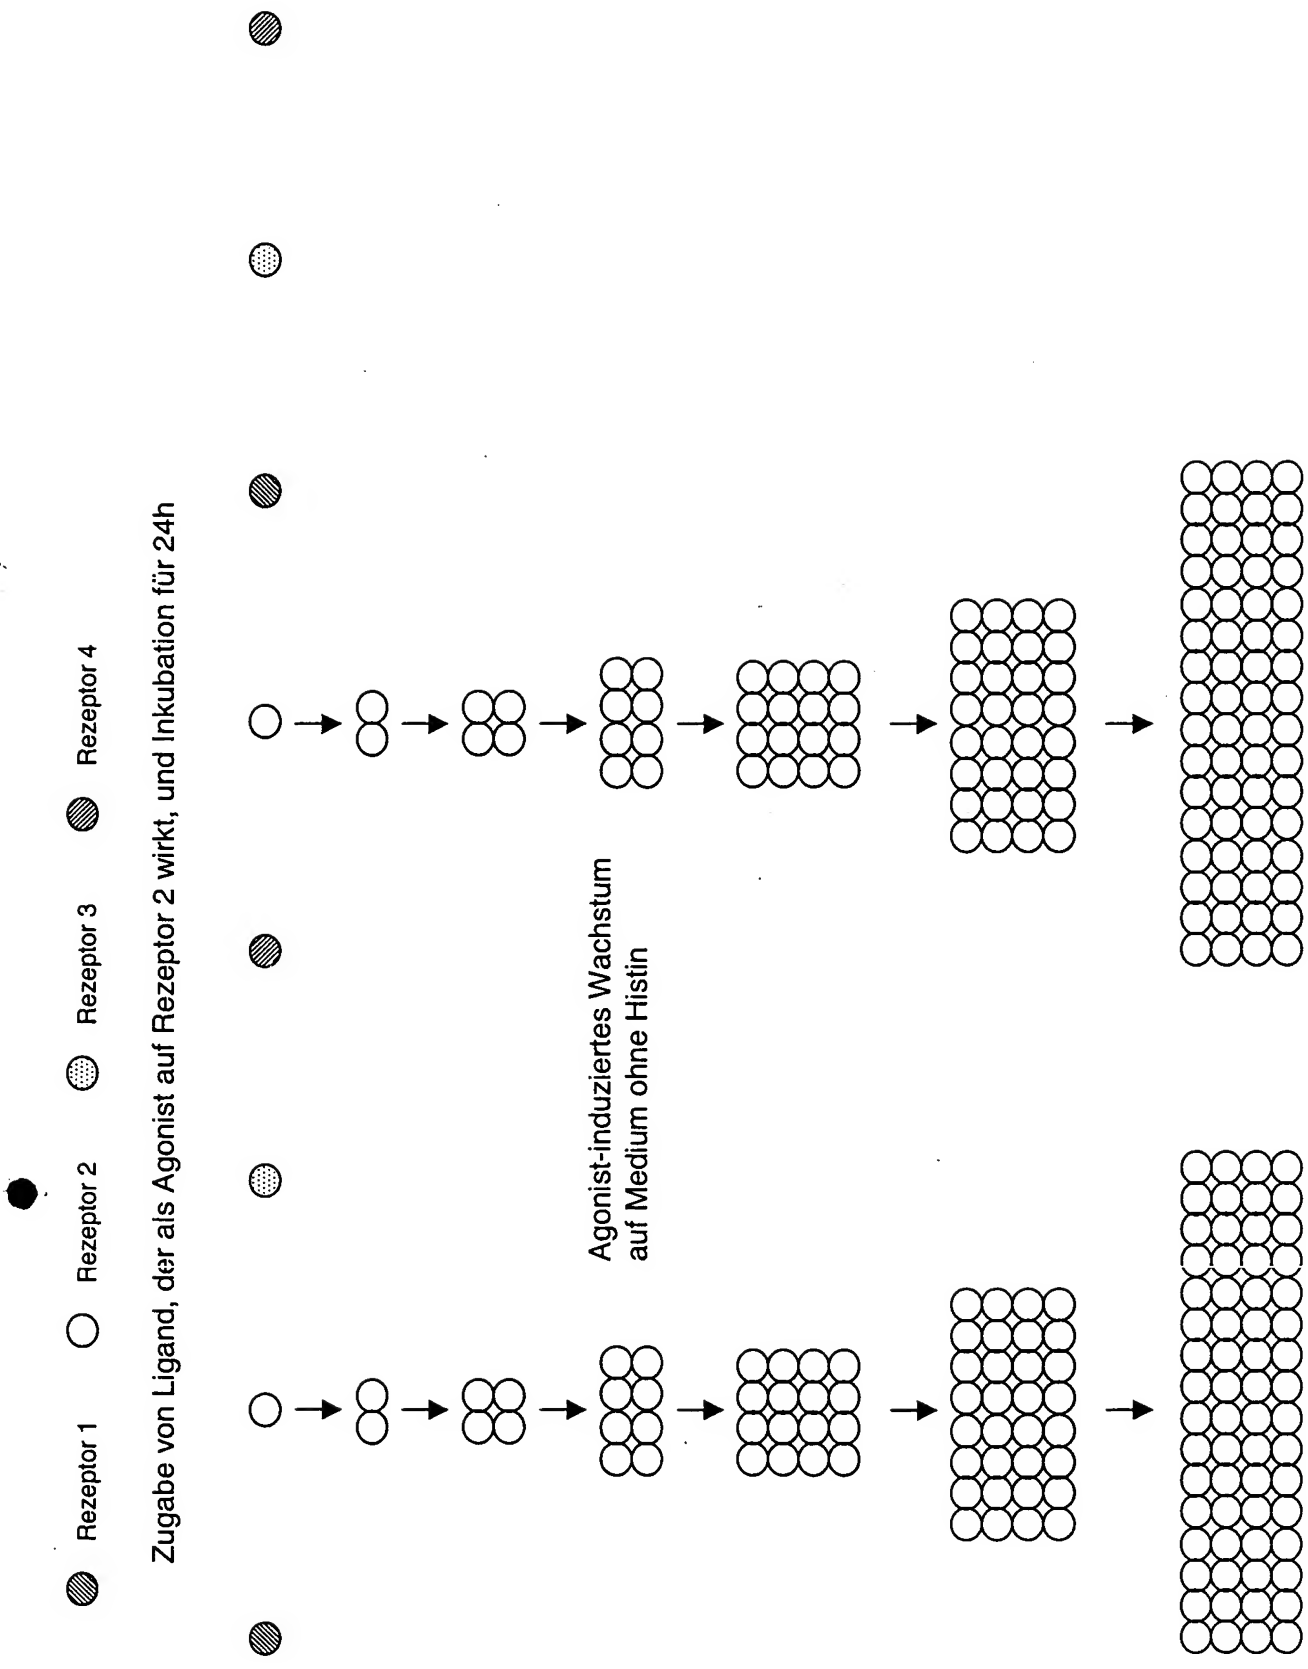 Rezeptor 1 Rezeptor 2 Rezeptor 3 Rezeptor 4
Zugabe von Ligand, der als Agonist auf Rezeptor 2 wirkt, und Inkubation für 24h
Agonist-induziertes Wachstum
auf Medium ohne Histin